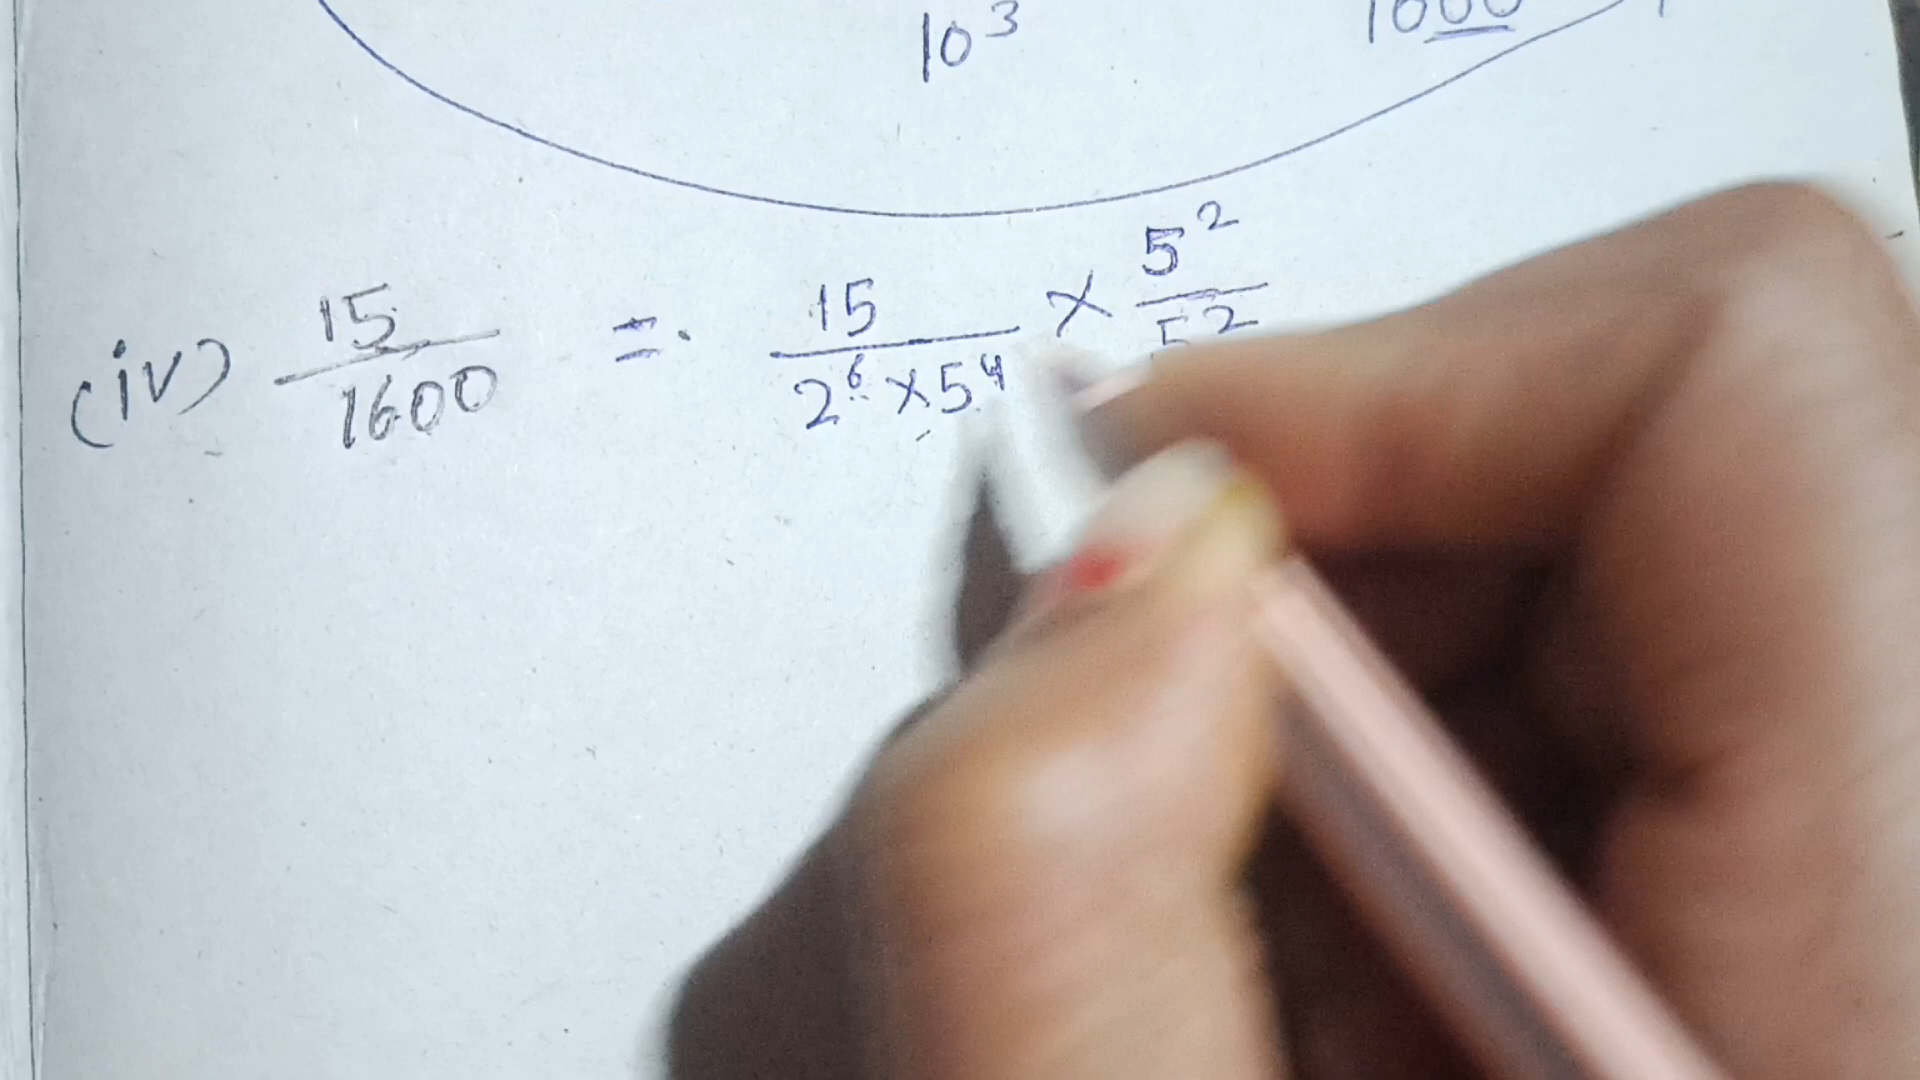 10³ 1000
(iv) 15/1600 = 15/2⁶×5⁴ × 5²/5²